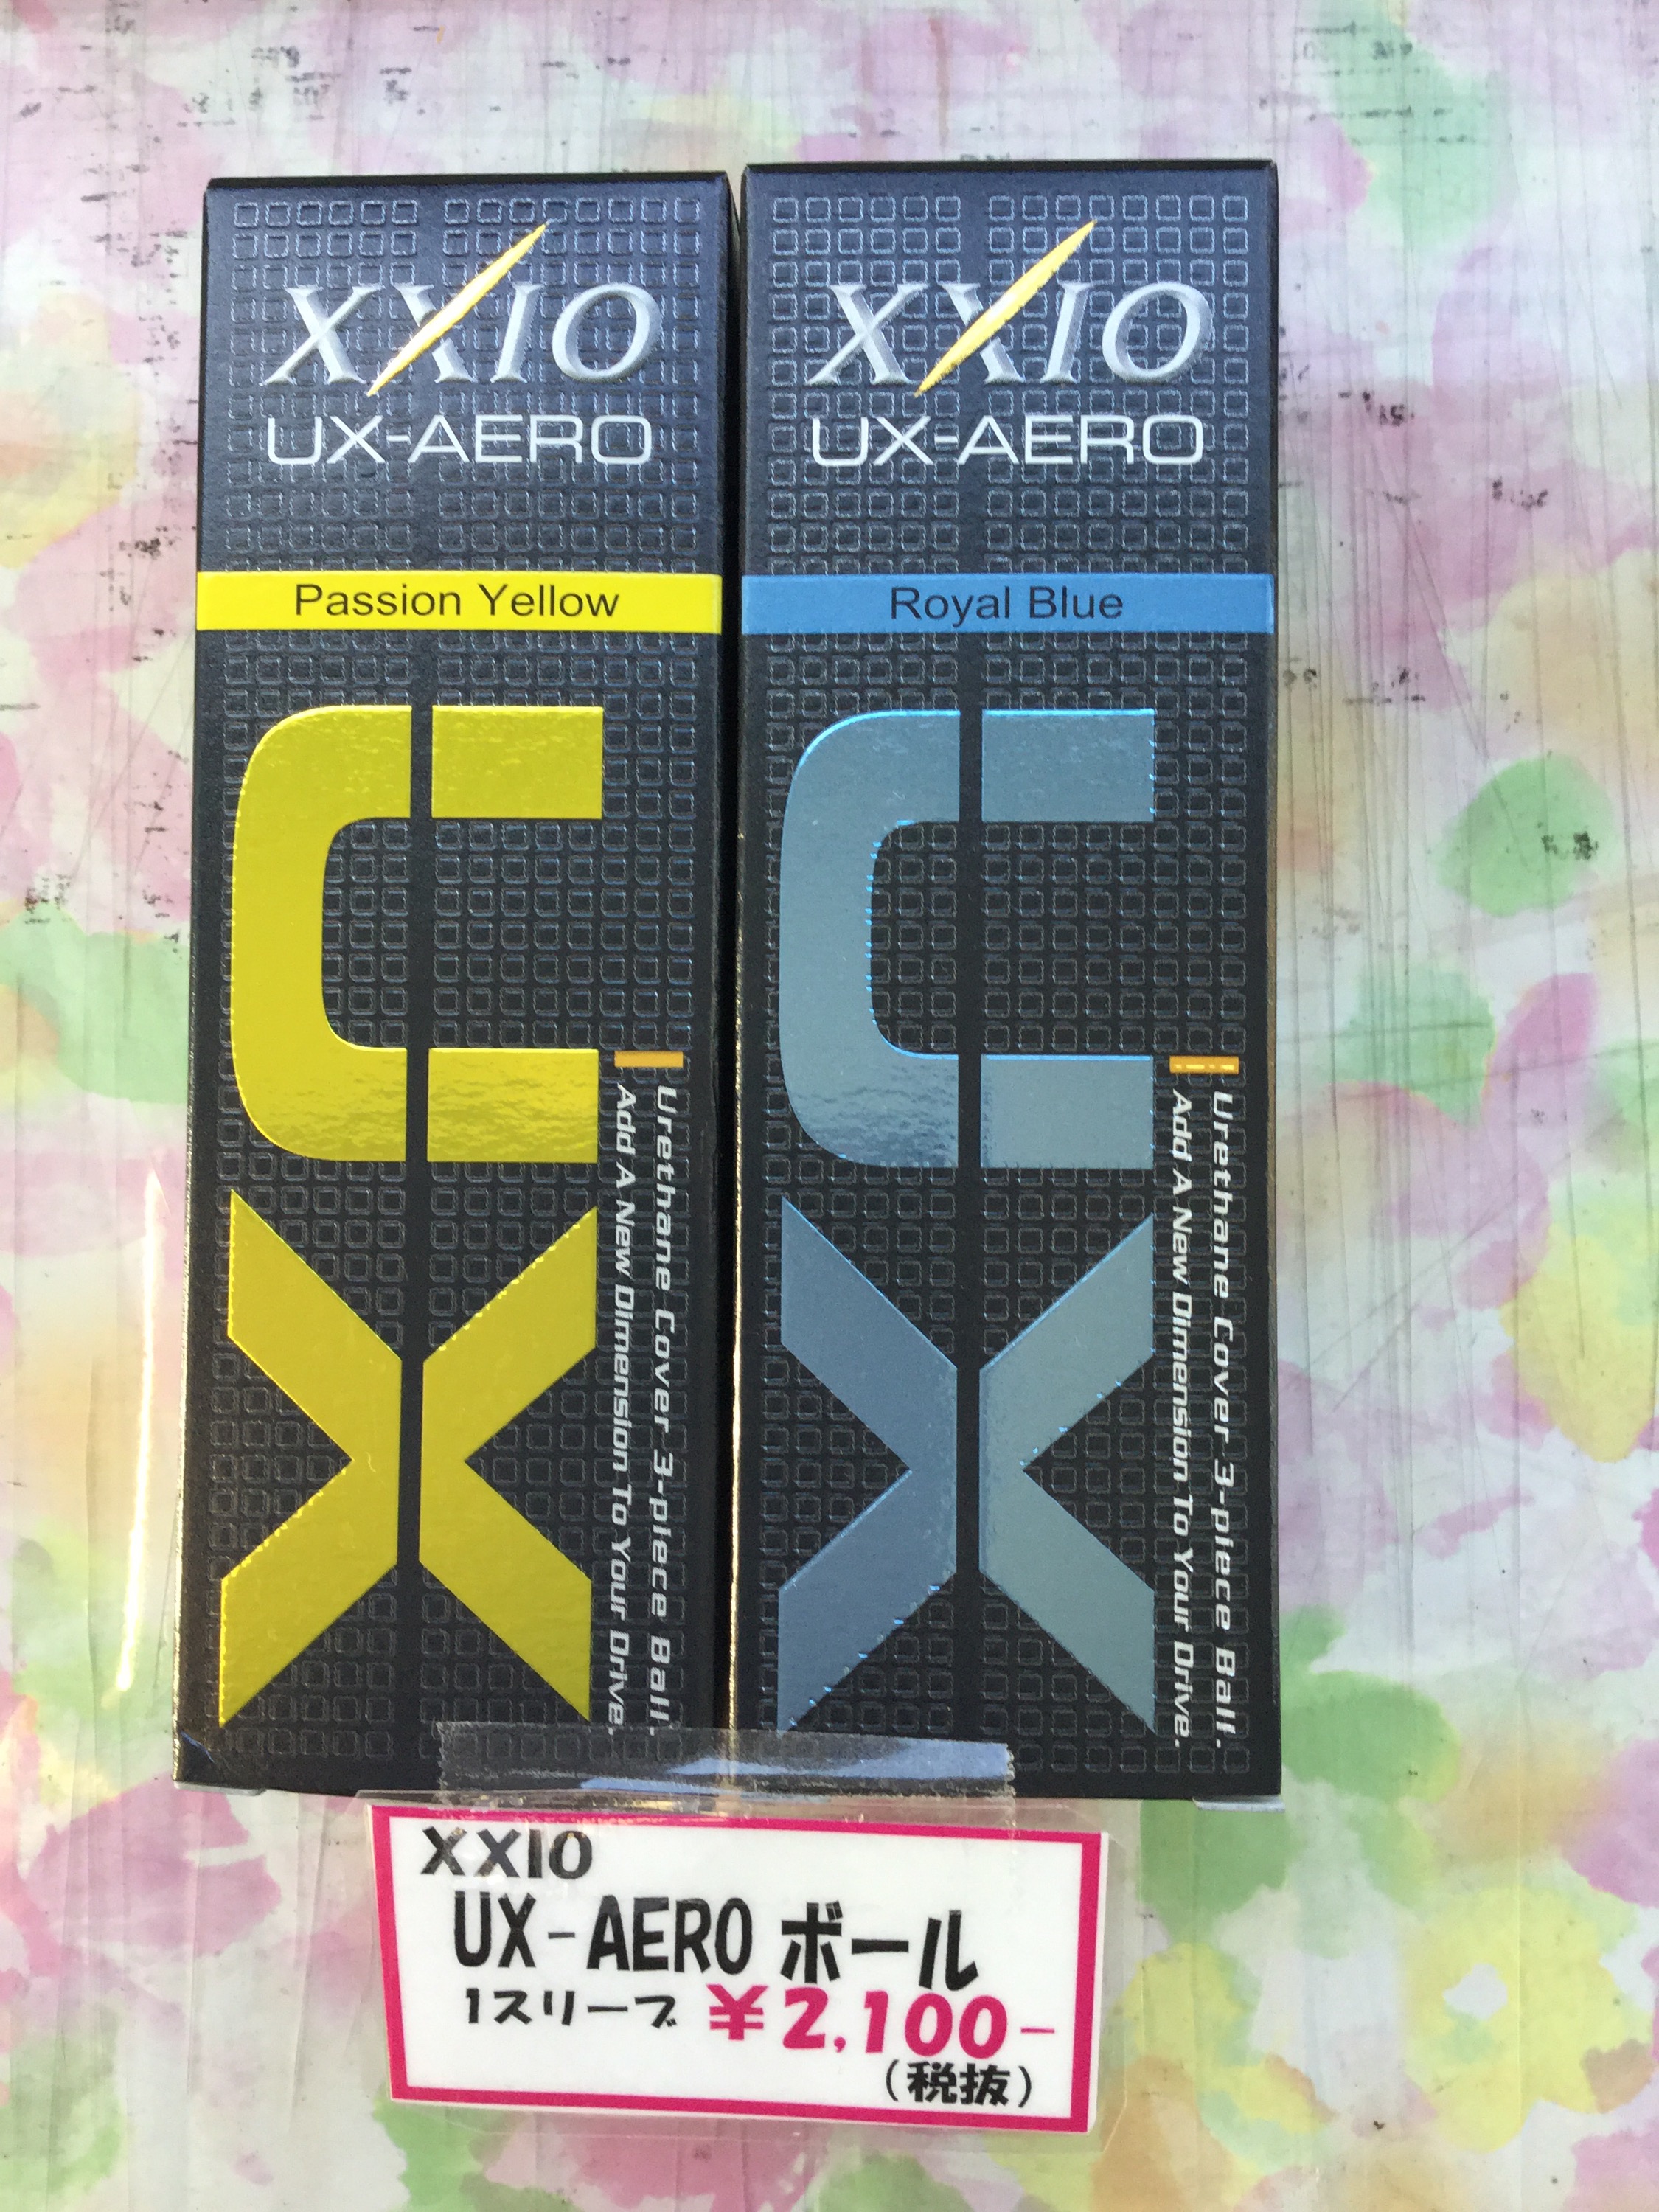 XXIO
UX-AERO
Passion Yellow
UX
Urethane Cover 3-piece Ball.
Add A New Dimension To Your Drive.
XXIO
UX-AERO
Royal Blue
UX
Urethane Cover 3-piece Ball.
Add A New Dimension To Your Drive.
XXIO
UX-AERO ボール
1スリーブ ¥2,100-
(税抜)